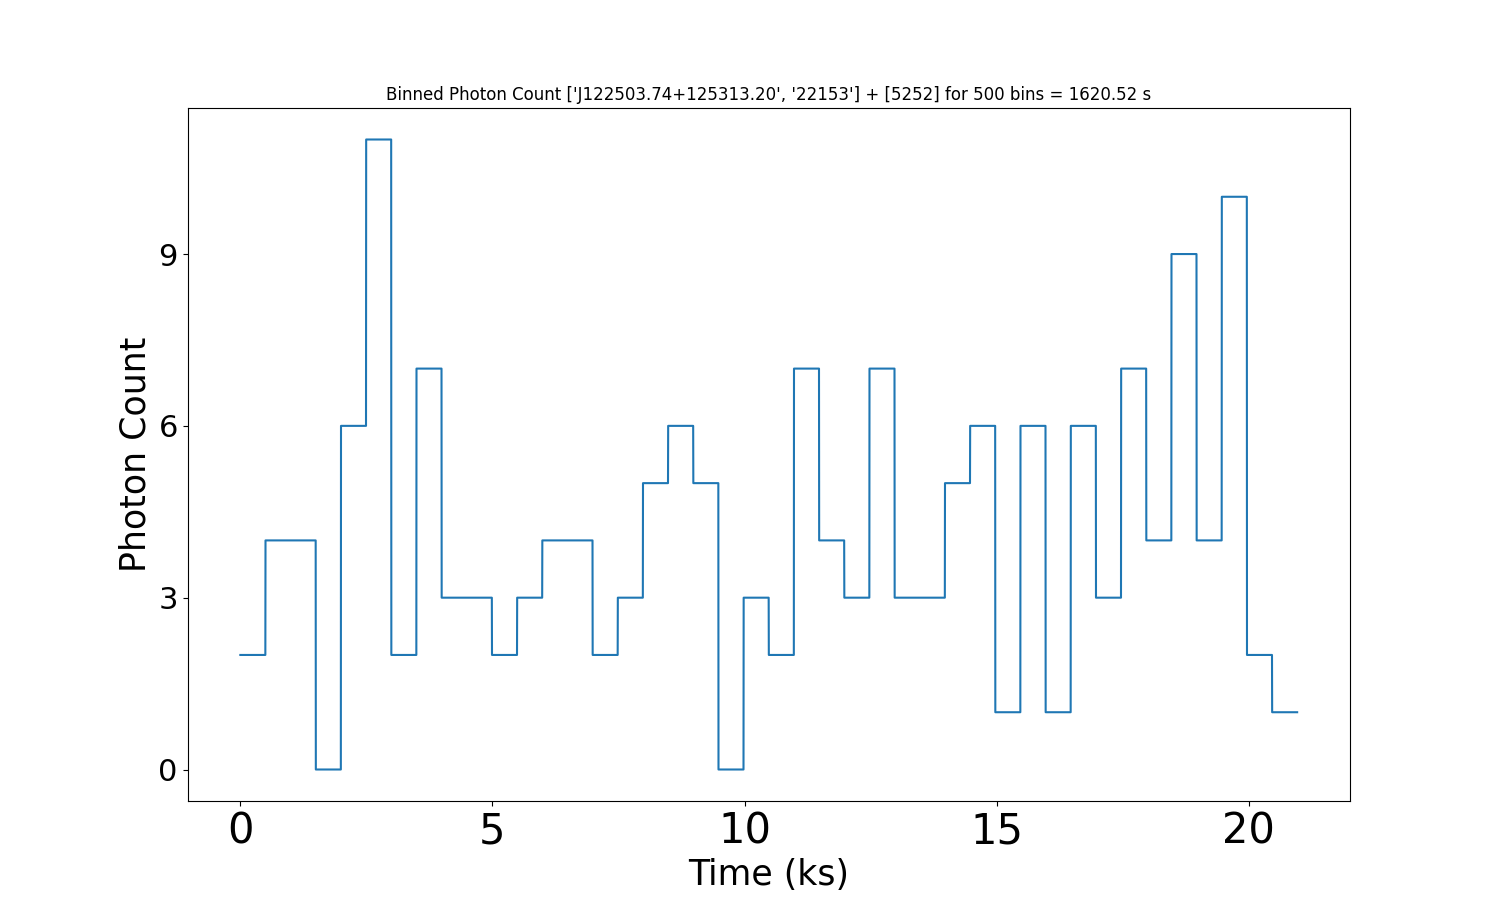 Binned Photon Count ['J122503.74+125313.20', '22153'] + [5252] for 500 bins = 1620.52 s
Photon Count
9
6
3
0
0 5 10 15 20
Time (ks)